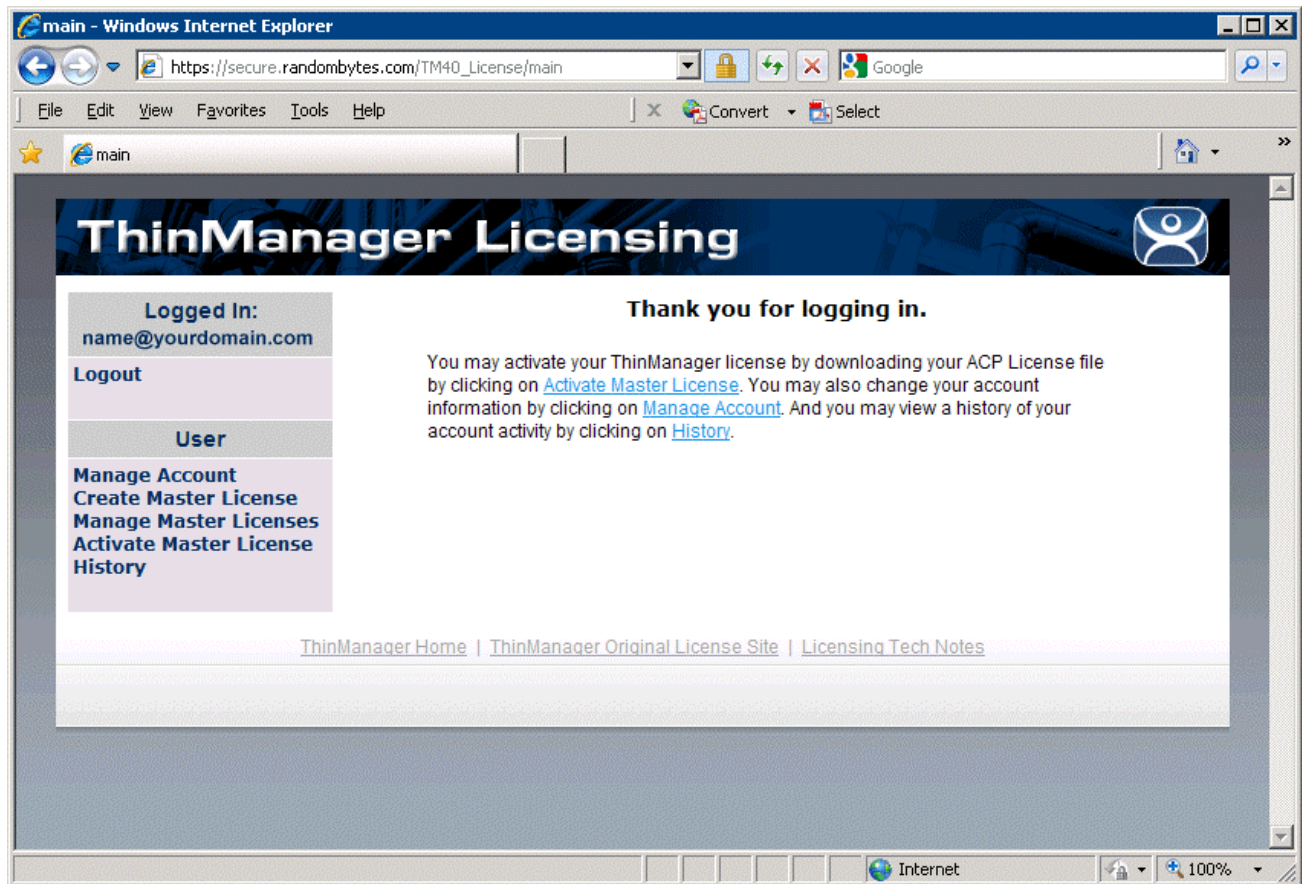 main - Windows Internet Explorer
https://secure.randombytes.com/TM40_License/main
Google
File Edit View Favorites Tools Help
Convert Select
main
ThinManager Licensing
Logged In:
name@yourdomain.com
Logout
User
Manage Account
Create Master License
Manage Master Licenses
Activate Master License
History
Thank you for logging in.
You may activate your ThinManager license by downloading your ACP License file
by clicking on Activate Master License. You may also change your account
information by clicking on Manage Account. And you may view a history of your
account activity by clicking on History.
ThinManager Home | ThinManager Original License Site | Licensing Tech Notes
Internet
100%